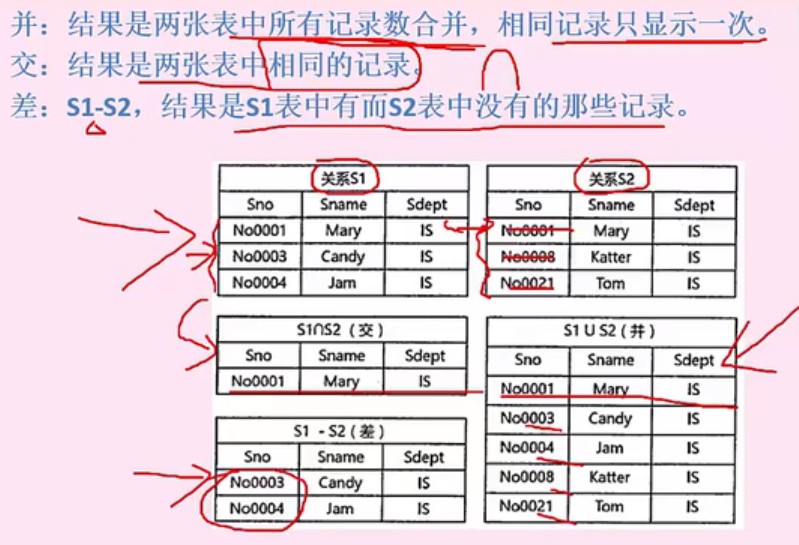 并：结果是两张表中所有记录数合并，相同记录只显示一次。
交：结果是两张表中相同的记录。
差：S1-S2，结果是S1表中有而S2表中没有的那些记录。
关系S1
Sno Sname Sdept
No0001 Mary IS
No0003 Candy IS
No0004 Jam IS
关系S2
Sno Sname Sdept
No0001 Mary IS
No0008 Katter IS
No0021 Tom IS
S1∩S2（交）
Sno Sname Sdept
No0001 Mary IS
S1 U S2（并）
Sno Sname Sdept
No0001 Mary IS
No0003 Candy IS
No0004 Jam IS
No0008 Katter IS
No0021 Tom IS
S1 - S2（差）
Sno Sname Sdept
No0003 Candy IS
No0004 Jam IS